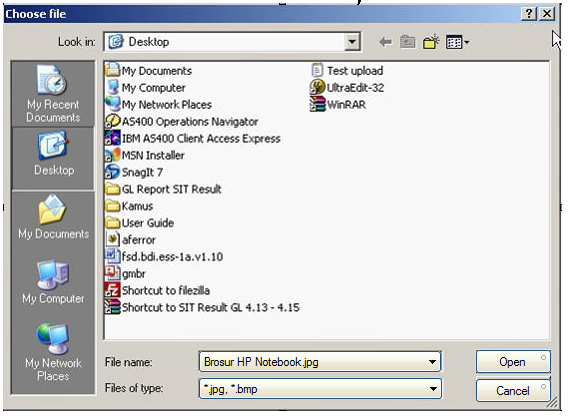 Choose file
Look in:
Desktop
My Recent
Documents
Desktop
My Documents
My Computer
My Network
Places
My Documents
My Computer
My Network Places
AS400 Operations Navigator
IBM AS400 Client Access Express
MSN Installer
SnagIt 7
GL Report SIT Result
Kamus
User Guide
aferror
fsd.bdi.ess-1a.v1.10
gmbr
Shortcut to filezilla
Shortcut to SIT Result GL 4.13 - 4.15
Test upload
UltraEdit-32
WinRAR
File name:
Brosur HP Notebook.jpg
Open
Files of type:
*.jpg, *.bmp
Cancel